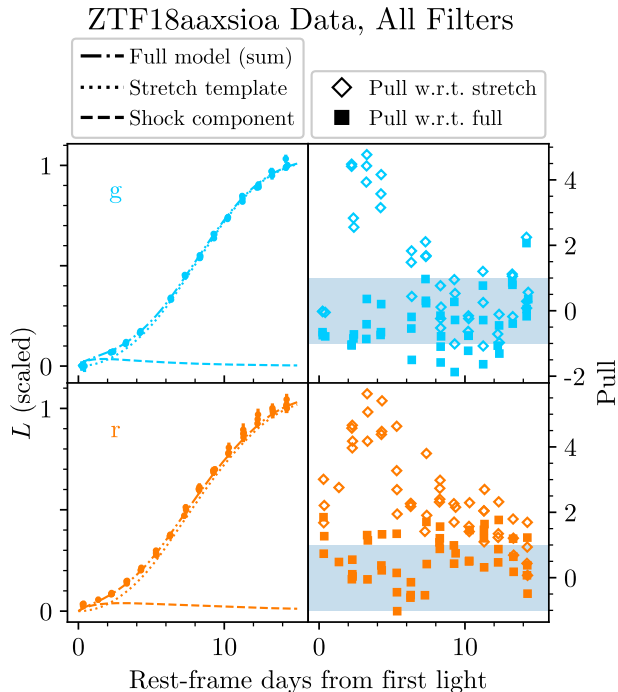 ZTF18aaxsioa Data, All Filters
Full model (sum)
Stretch template
Shock component
Pull w.r.t. stretch
Pull w.r.t. full
1
0
g
4
2
0
-2
L (scaled)
Pull
1
0
r
4
2
0
0
10
0
10
Rest-frame days from first light